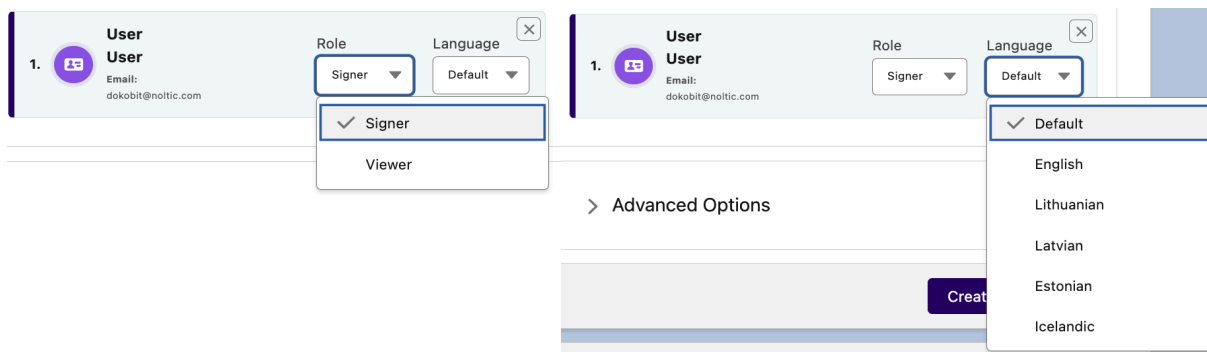 1.
User
User
Email:
dokobit@noltic.com
Role
Signer
Language
Default
Signer
Viewer
1.
User
User
Email:
dokobit@noltic.com
Role
Signer
Language
Default
Default
English
Lithuanian
Latvian
Estonian
Icelandic
Advanced Options
Creat